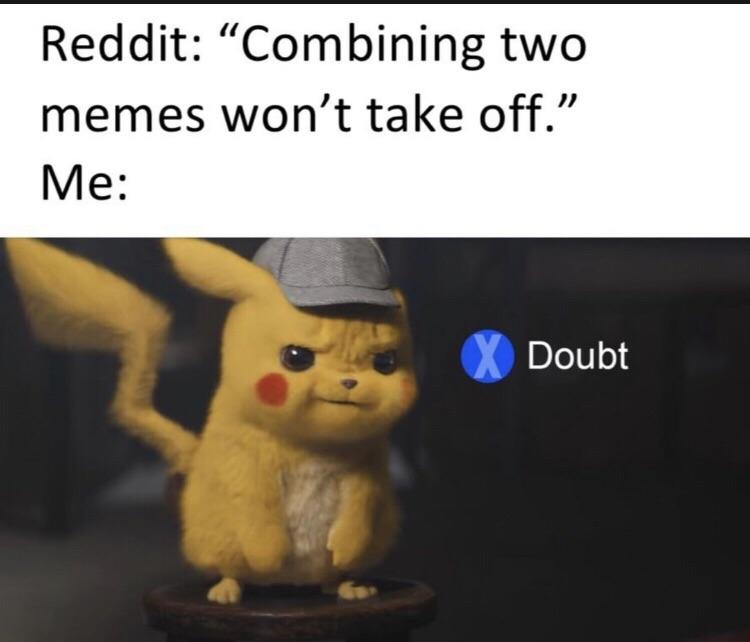 Reddit: “Combining two
memes won’t take off.”
Me:
X Doubt